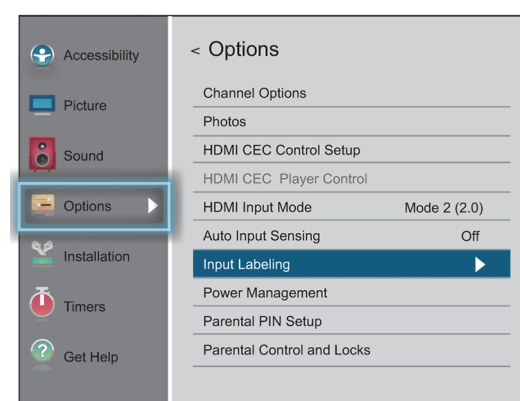 Accessibility
Picture
Sound
Options
Installation
Timers
Get Help
< Options
Channel Options
Photos
HDMI CEC Control Setup
HDMI CEC Player Control
HDMI Input Mode Mode 2 (2.0)
Auto Input Sensing Off
Input Labeling
Power Management
Parental PIN Setup
Parental Control and Locks